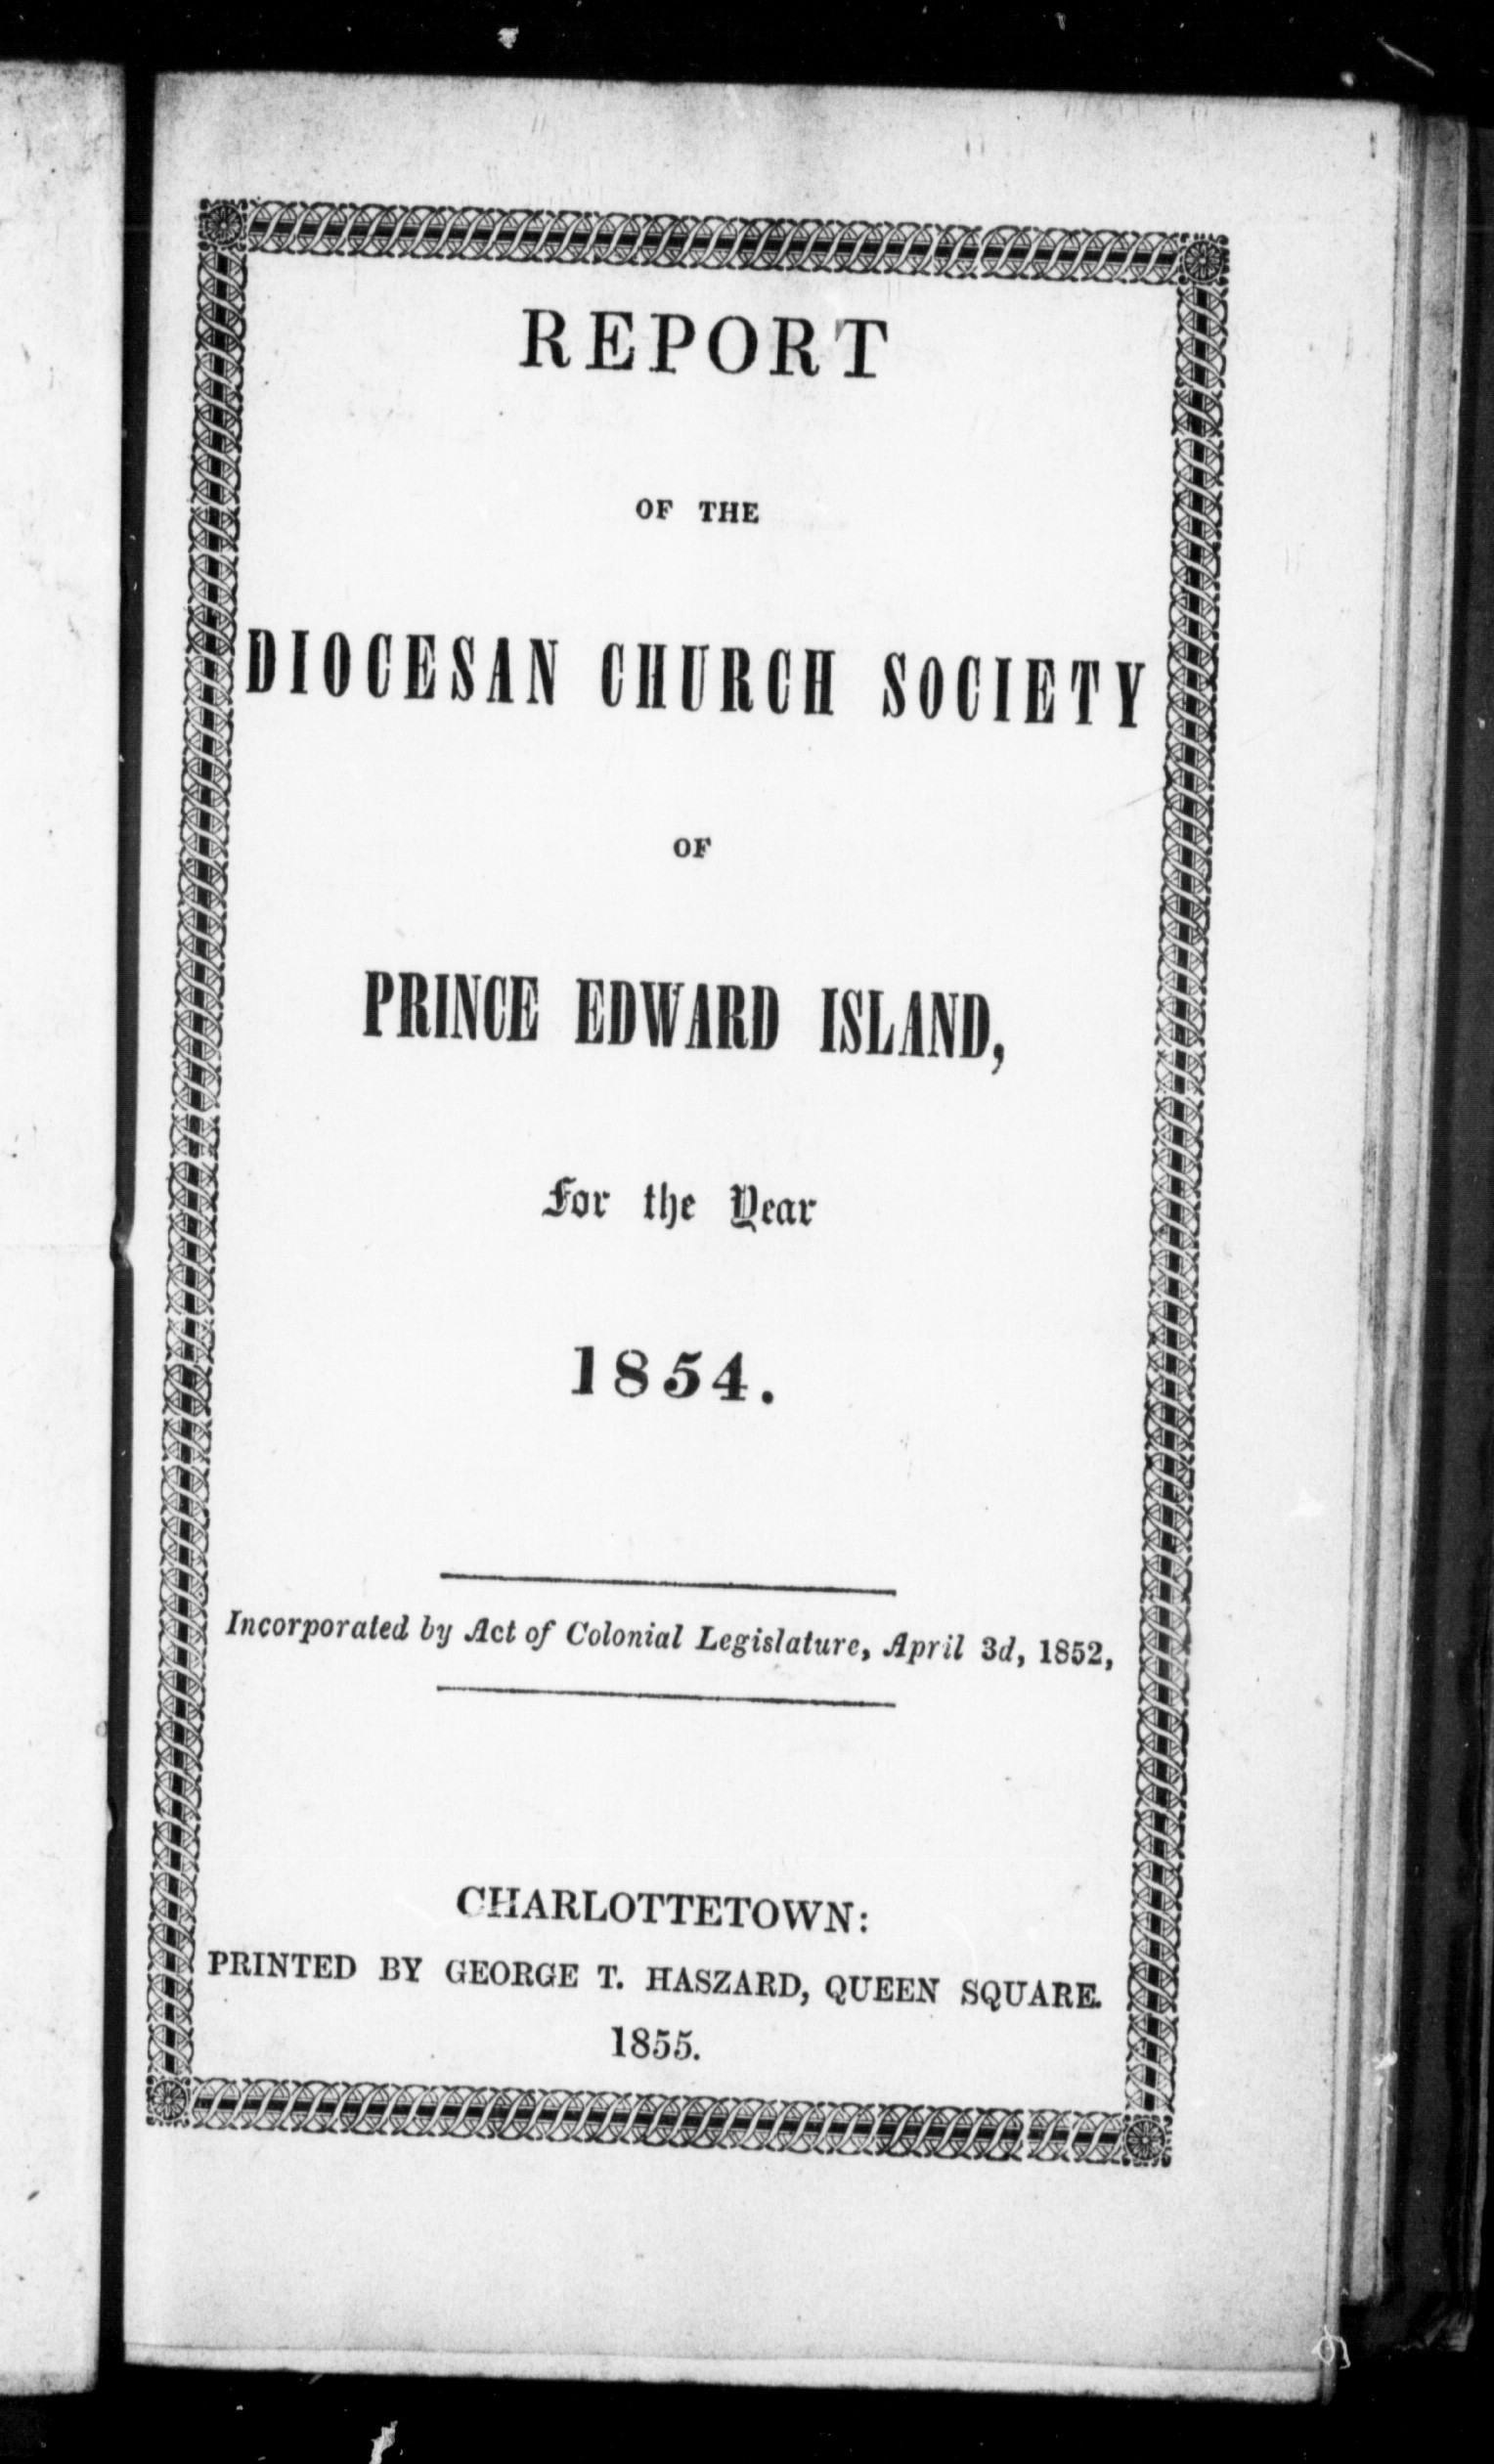 REPORT
OF THE
DIOCESAN CHURCH SOCIETY
OF
PRINCE EDWARD ISLAND,
For the Year
1854.
Incorporated by Act of Colonial Legislature, April 3d, 1852,
CHARLOTTETOWN:
PRINTED BY GEORGE T. HASZARD, QUEEN SQUARE.
1855.